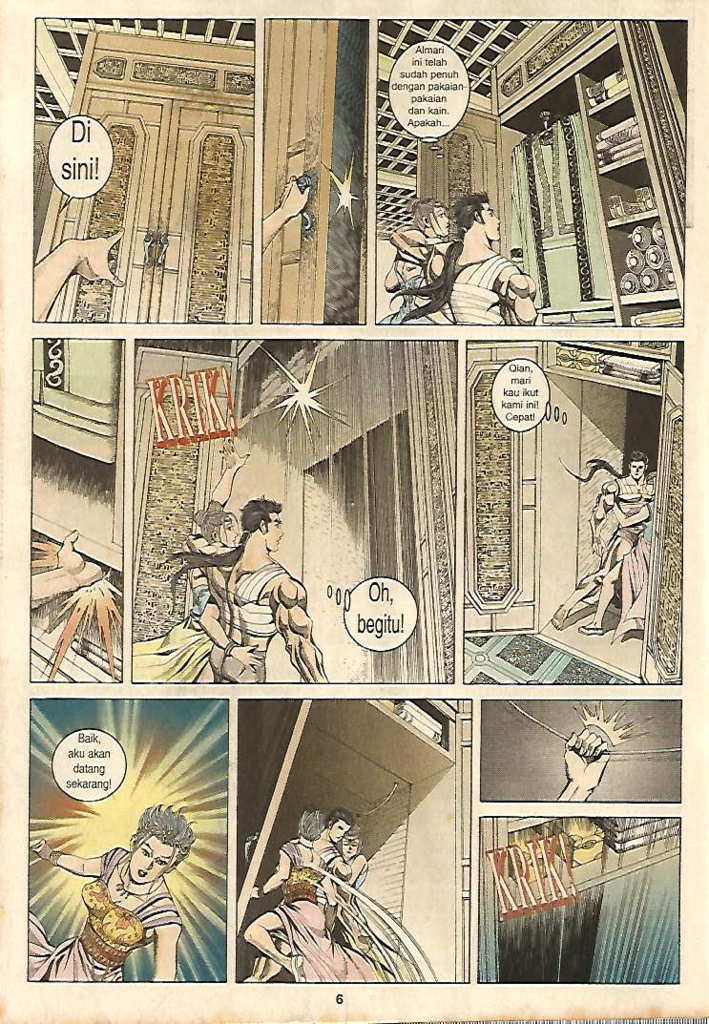 Di
sini!
Almari
ini telah
sudah penuh
dengan pakaian-
pakaian
dan kain.
Apakah...
KRIK!
Oh,
begitu!
Qian,
mari
kau ikut
kami ini!
Cepat!
Baik,
aku akan
datang
sekarang!
KRIK!
6